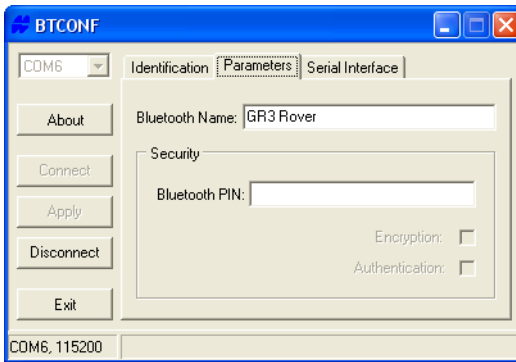 BTCONF
COM6
Identification Parameters Serial Interface
About
Bluetooth Name: GR3 Rover
Security
Connect
Bluetooth PIN:
Apply
Encryption:
Disconnect
Authentication:
Exit
COM6, 115200